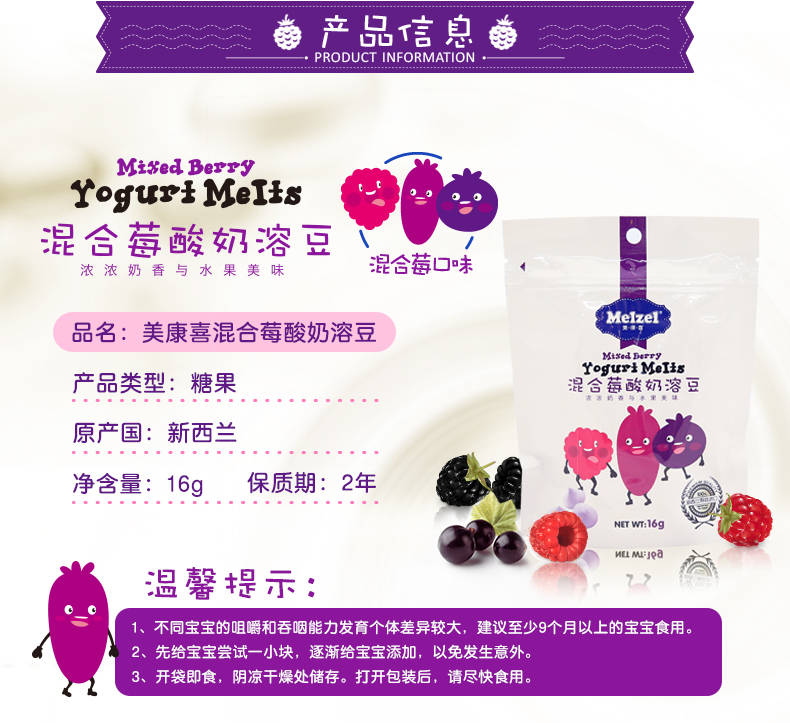 产品信息
PRODUCT INFORMATION
Mixed Berry
Yogurt Melts
混合莓酸奶溶豆
浓浓奶香与水果美味
混合莓口味
品名：美康喜混合莓酸奶溶豆
产品类型：糖果
原产国：新西兰
净含量：16g 保质期：2年
Melzel
美·康·喜
Mixed Berry
Yogurt Melts
混合莓酸奶溶豆
浓浓奶香与水果美味
NET WT:16g
温馨提示：
1、不同宝宝的咀嚼和吞咽能力发育个体差异较大，建议至少9个月以上的宝宝食用。
2、先给宝宝尝试一小块，逐渐给宝宝添加，以免发生意外。
3、开袋即食，阴凉干燥处储存。打开包装后，请尽快食用。